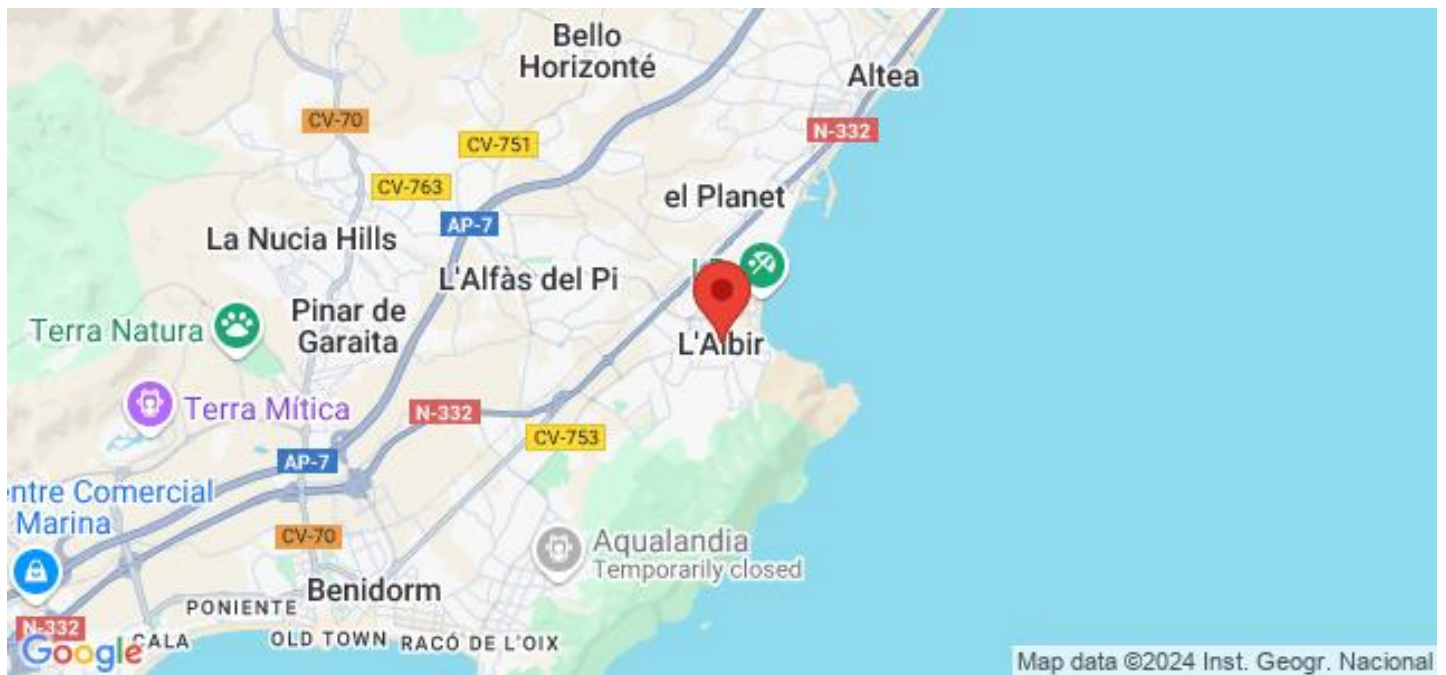 Bello
Horizonté
Altea
CV-70
N-332
CV-751
CV-763
el Planet
AP-7
La Nucia Hills
L'Alfàs del Pi
Pinar de
Garaita
Terra Natura
L'Albir
Terra Mítica
N-332
CV-753
AP-7
entre Comercial
Marina
CV-70
Aqualandia
Temporarily closed
Benidorm
PONIENTE
N-332
Google
CALA
OLD TOWN
RACÓ DE L'OIX
Map data ©2024 Inst. Geogr. Nacional